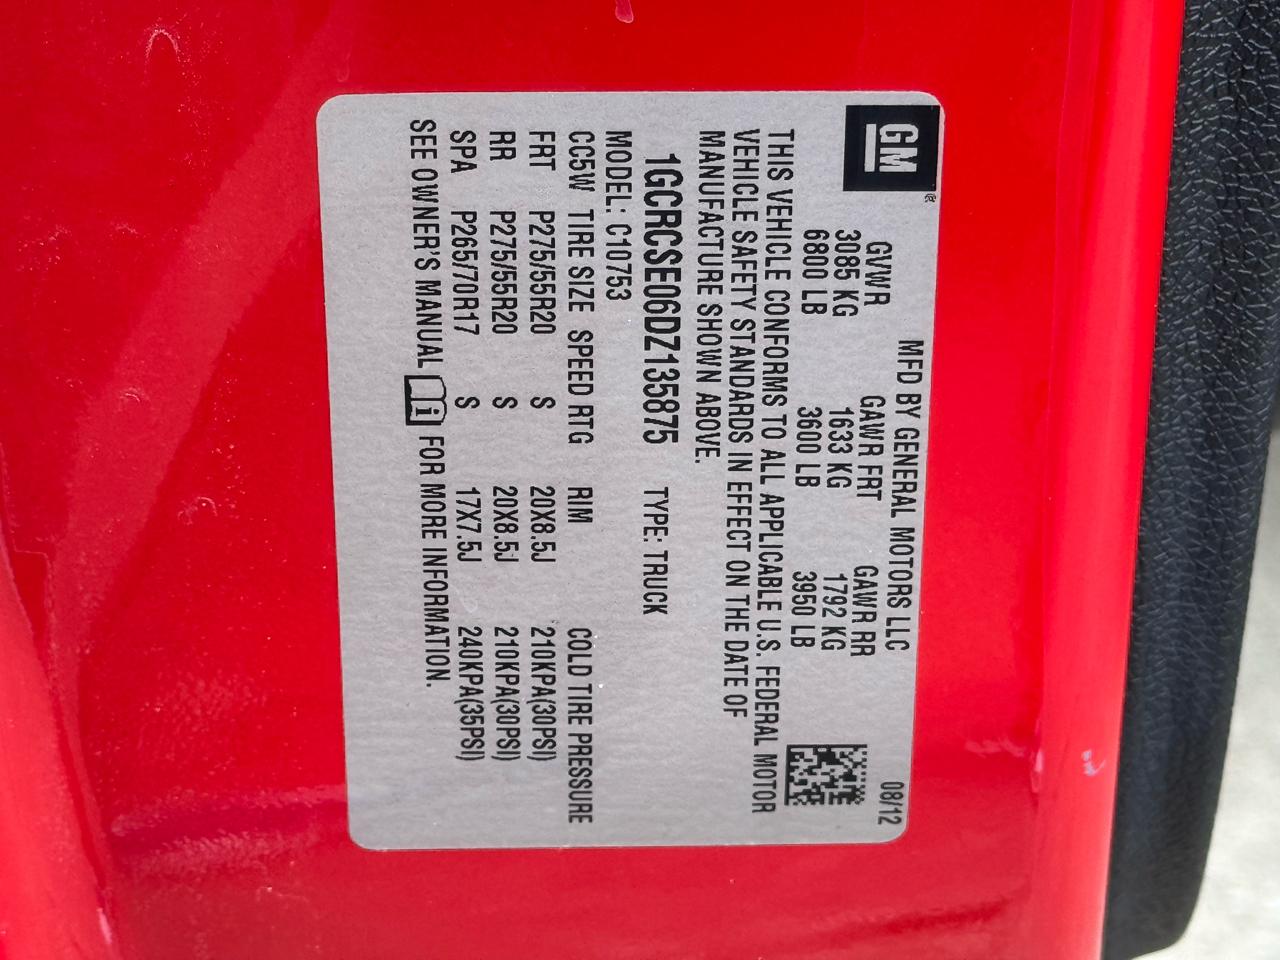 GM®
MFD BY GENERAL MOTORS LLC 08/12
GVWR GAWR FRT GAWR RR
3085 KG 1633 KG 1792 KG
6800 LB 3600 LB 3950 LB
THIS VEHICLE CONFORMS TO ALL APPLICABLE U.S. FEDERAL MOTOR
VEHICLE SAFETY STANDARDS IN EFFECT ON THE DATE OF
MANUFACTURE SHOWN ABOVE.
1GCRCSE06DZ135875 TYPE: TRUCK
MODEL: C10753
CC5W TIRE SIZE SPEED RTG RIM COLD TIRE PRESSURE
FRT P275/55R20 S 20X8.5J 210KPA(30PSI)
RR P275/55R20 S 20X8.5J 210KPA(30PSI)
SPA P265/70R17 S 17X7.5J 240KPA(35PSI)
SEE OWNER'S MANUAL i FOR MORE INFORMATION.